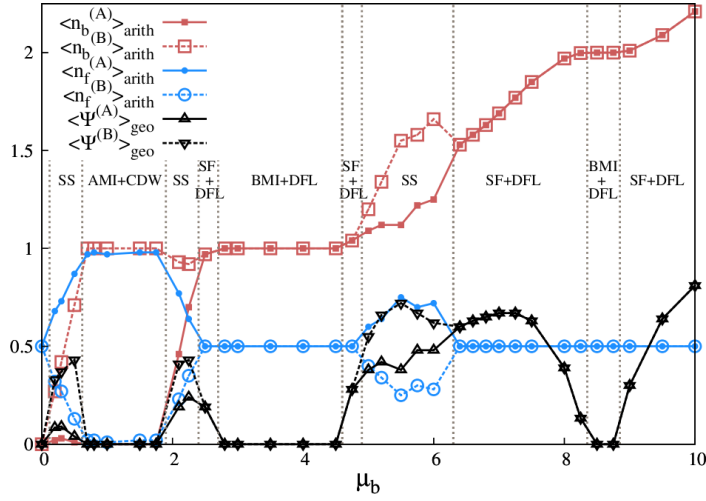 <n_b^(A)>_arith
<n_b^(B)>_arith
<n_f^(A)>_arith
<n_f^(B)>_arith
<Ψ^(A)>_geo
<Ψ^(B)>_geo
2
1.5
1
0.5
0
SS
AMI+CDW
SS
SF
+
DFL
BMI+DFL
SF
+
DFL
SS
SF+DFL
BMI
+
DFL
SF+DFL
0 2 4 6 8 10
μ_b